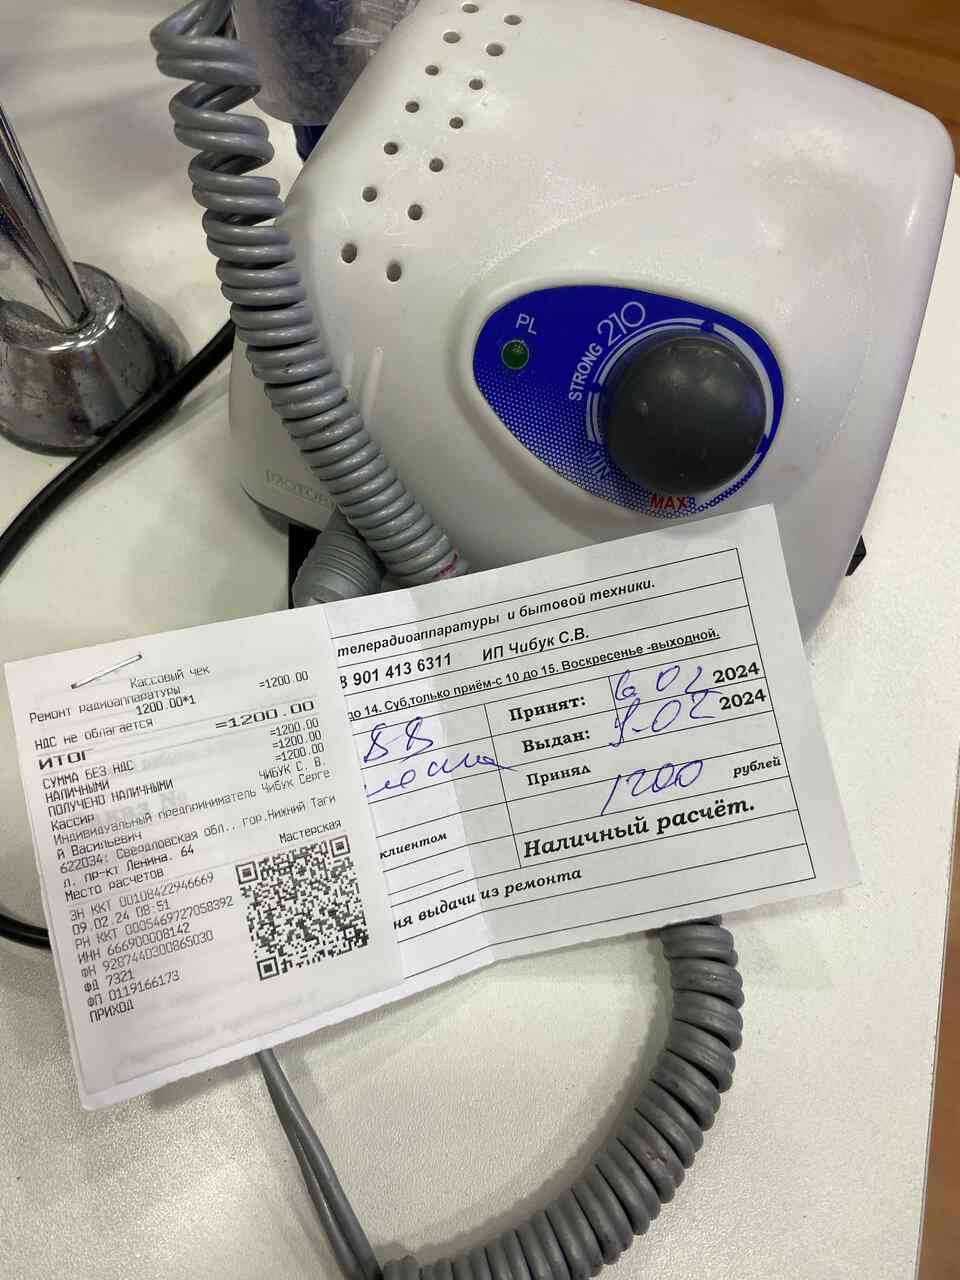 PL
STRONG 210
MIN
MAX
телерадиоаппаратуры и бытовой техники.
8 901 413 6311 ИП Чибук С.В.
до 14. Суб,только приём-с 10 до 15. Воскресенье -выходной.
88
Принят: 6 02 2024
Выдан: 9.02 2024
Принял 1200 рублей
клиентом
Наличный расчёт.
ня выдачи из ремонта
Кассовый чек
Ремонт радиоаппаратуры
1200.00*1 =1200.00
НДС не облагается
ИТОГ =1200.00
СУММА БЕЗ НДС =1200.00
НАЛИЧНЫМИ =1200.00
ПОЛУЧЕНО НАЛИЧНЫМИ =1200.00
Кассир ЧИБУК С. В.
Индивидуальный предприниматель Чибук Серге
й Васильевич
622034; Свердловская обл., гор.Нижний Таги
л, пр-кт Ленина, 64
Место расчетов Мастерская
ЗН ККТ 00108422946669
09.02.24 08:51
РН ККТ 0005469727058392
ИНН 666900008142
ФН 9287440300865030
ФД 7321
ФП 0119166173
ПРИХОД